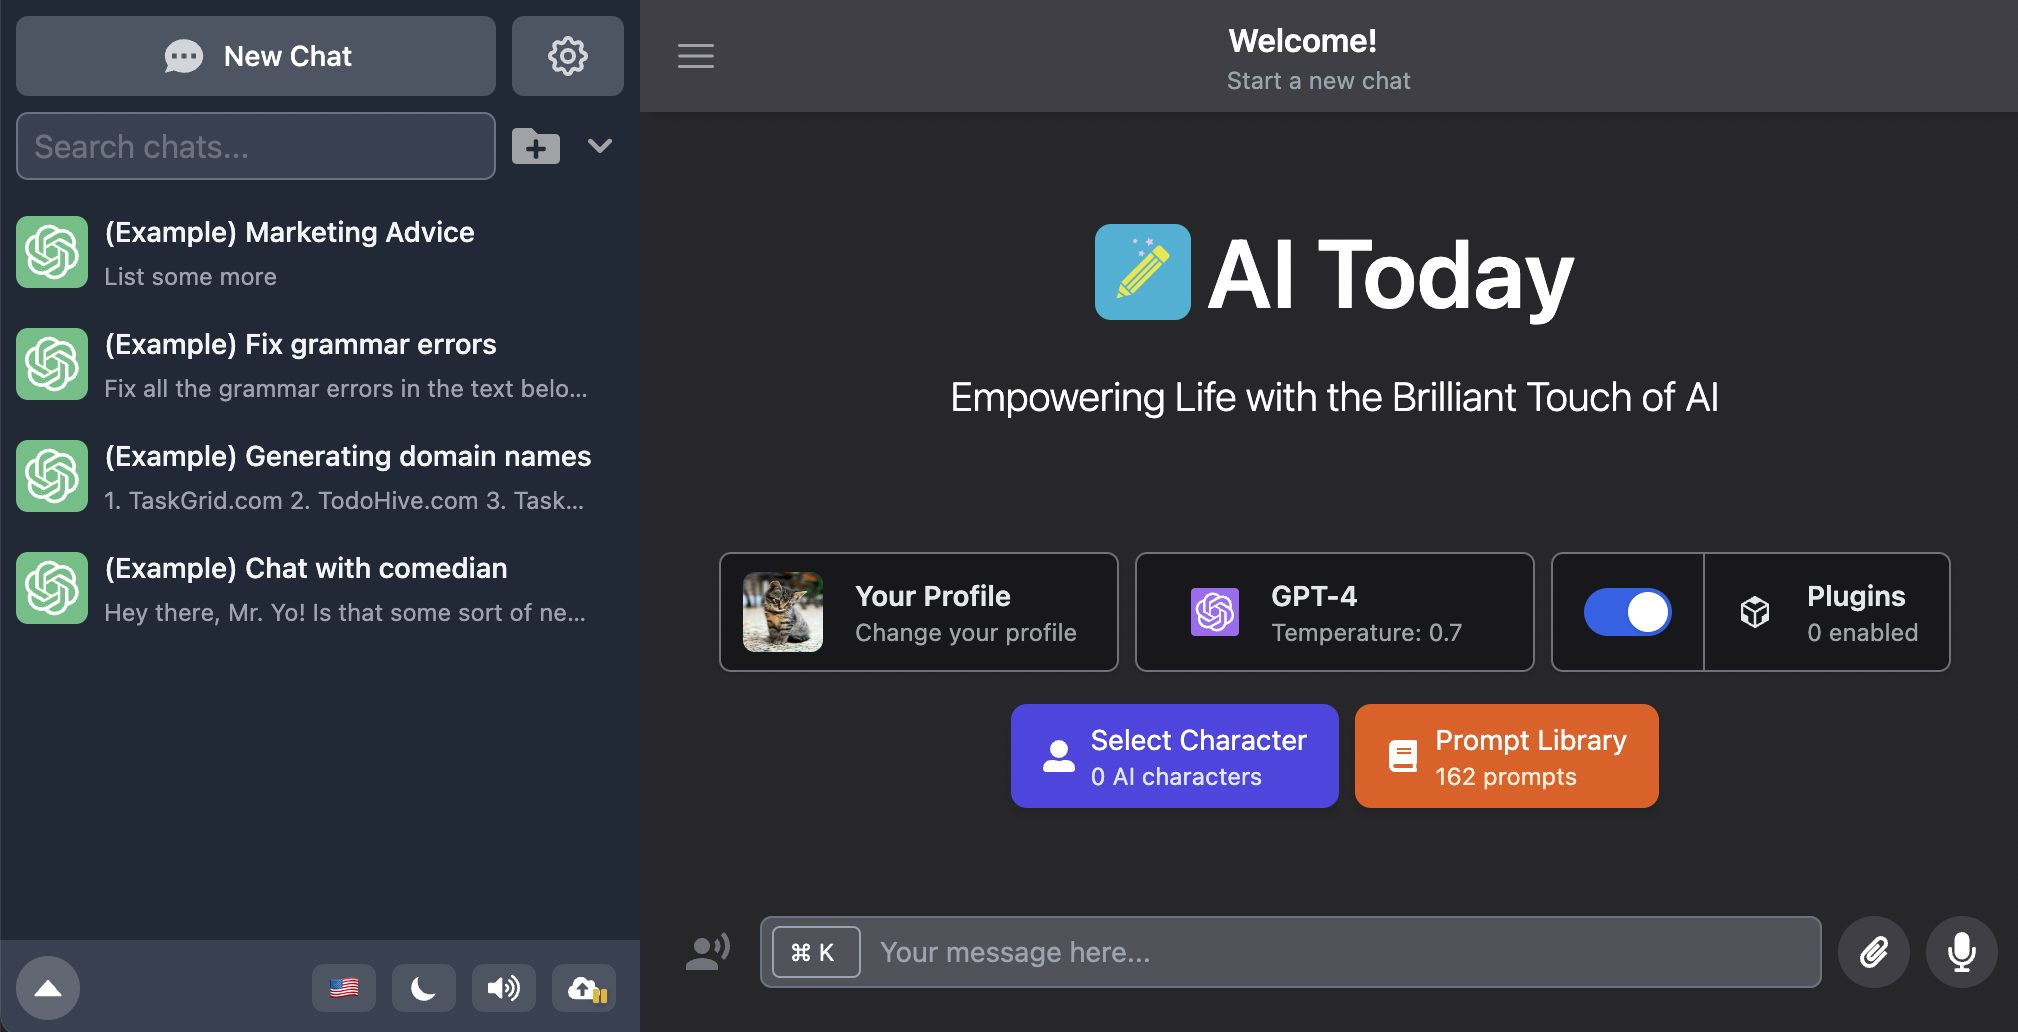 New Chat
Search chats...
(Example) Marketing Advice
List some more
(Example) Fix grammar errors
Fix all the grammar errors in the text belo...
(Example) Generating domain names
1. TaskGrid.com 2. TodoHive.com 3. Task...
(Example) Chat with comedian
Hey there, Mr. Yo! Is that some sort of ne...
Welcome!
Start a new chat
AI Today
Empowering Life with the Brilliant Touch of AI
Your Profile
Change your profile
GPT-4
Temperature: 0.7
Plugins
0 enabled
Select Character
0 AI characters
Prompt Library
162 prompts
⌘ K
Your message here...